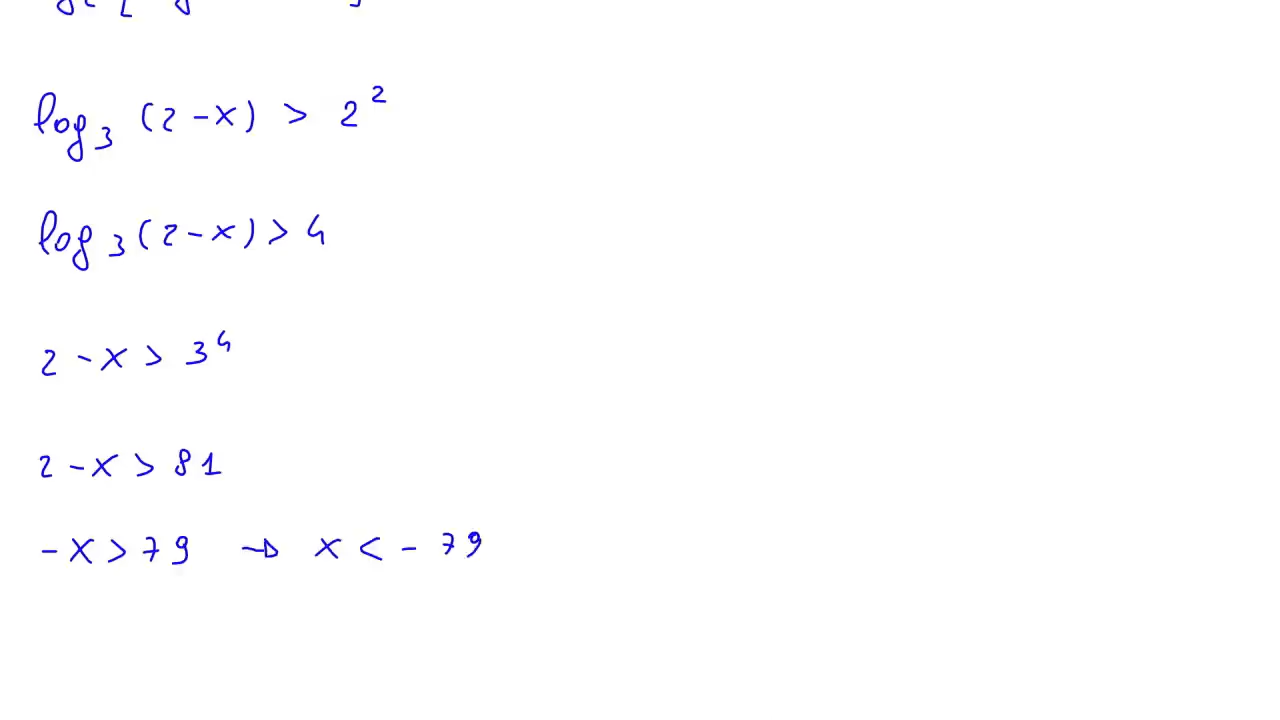 log₃ (2 - x) > 2²
log₃ (2 - x) > 4
2 - x > 3⁴
2 - x > 81
- x > 79 → x < - 79